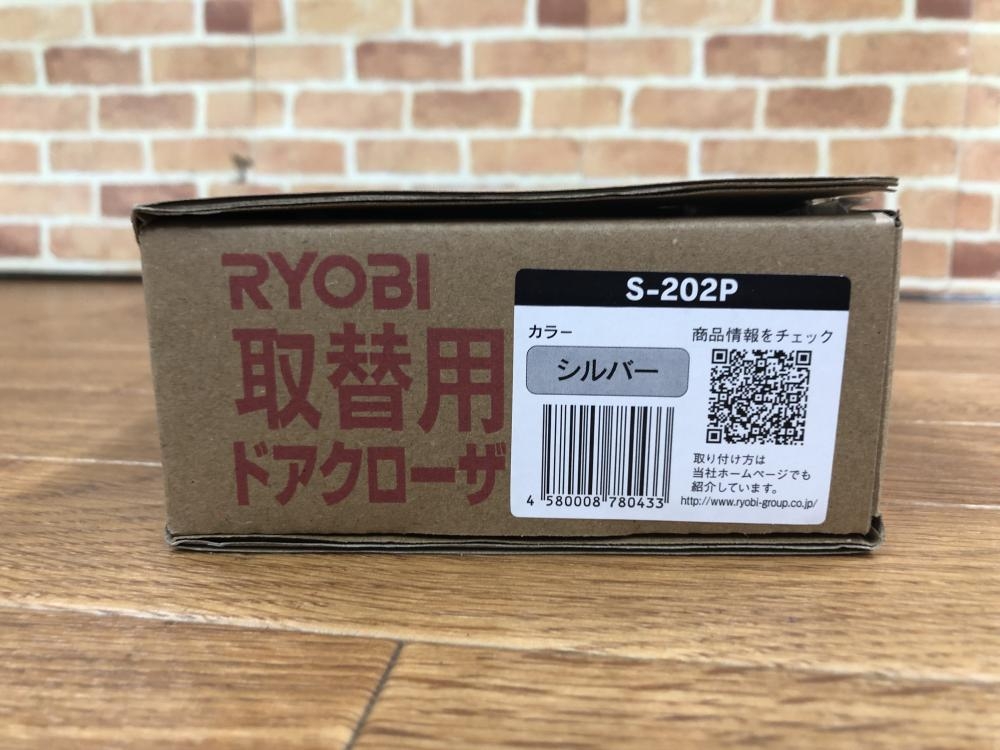 RYOBI
取替用
ドアクローザ
S-202P
カラー
シルバー
4 580008 780433
商品情報をチェック
取り付け方は
当社ホームページでも
紹介しています。
http://www.ryobi-group.co.jp/